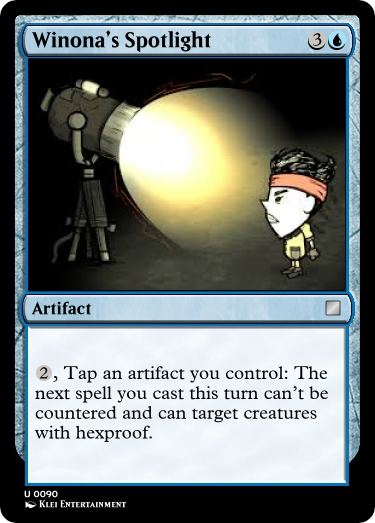 Winona's Spotlight 3
Artifact
2, Tap an artifact you control: The
next spell you cast this turn can't be
countered and can target creatures
with hexproof.
U 0090
Klei Entertainment